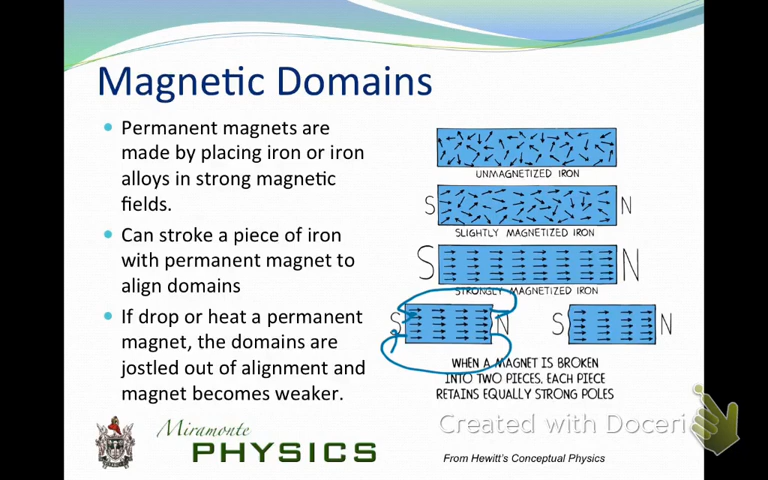 Magnetic Domains
• Permanent magnets are
made by placing iron or iron
alloys in strong magnetic
fields.
• Can stroke a piece of iron
with permanent magnet to
align domains
• If drop or heat a permanent
magnet, the domains are
jostled out of alignment and
magnet becomes weaker.
UNMAGNETIZED IRON
S N
SLIGHTLY MAGNETIZED IRON
S N
STRONGLY MAGNETIZED IRON
S N S N
WHEN A MAGNET IS BROKEN
INTO TWO PIECES, EACH PIECE
RETAINS EQUALLY STRONG POLES
Created with Doceri
Miramonte
PHYSICS
From Hewitt's Conceptual Physics